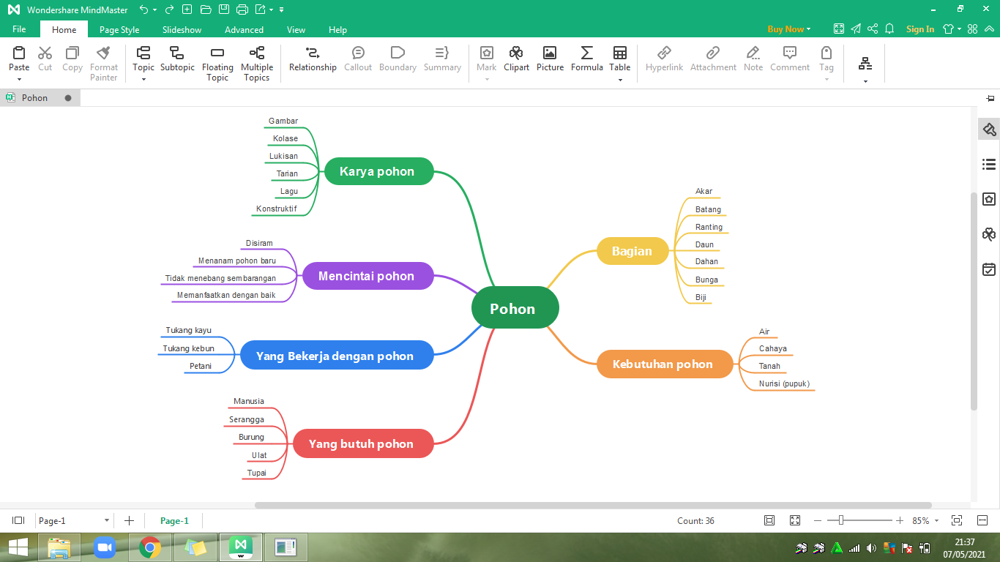 Wondershare MindMaster
File
Home
Page Style
Slideshow
Advanced
View
Help
Buy Now
Sign In
Paste
Cut
Copy
Format Painter
Topic
Subtopic
Floating Topic
Multiple Topics
Relationship
Callout
Boundary
Summary
Mark
Clipart
Picture
Formula
Table
Hyperlink
Attachment
Note
Comment
Tag
Pohon
Gambar
Kolase
Lukisan
Tarian
Lagu
Konstruktif
Karya pohon
Disiram
Menanam pohon baru
Tidak menebang sembarangan
Memanfaatkan dengan baik
Mencintai pohon
Tukang kayu
Tukang kebun
Petani
Yang Bekerja dengan pohon
Manusia
Serangga
Burung
Ulat
Tupai
Yang butuh pohon
Pohon
Bagian
Akar
Batang
Ranting
Daun
Dahan
Bunga
Biji
Kebutuhan pohon
Air
Cahaya
Tanah
Nurisi (pupuk)
Page-1
Page-1
Count: 36
85%
21:37
07/05/2021